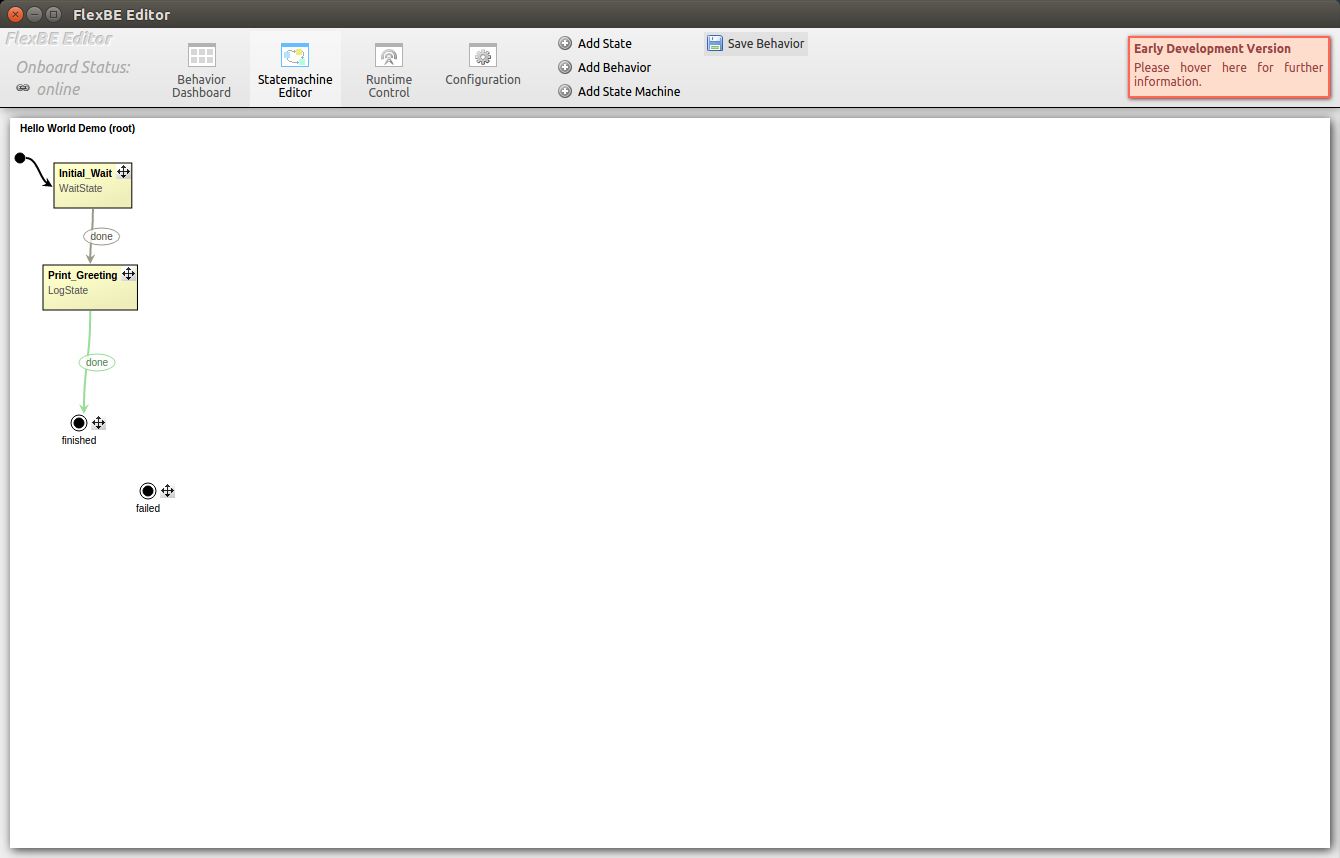 FlexBE Editor
FlexBE Editor
Onboard Status:
online
Behavior
Dashboard
Statemachine
Editor
Runtime
Control
Configuration
Add State
Add Behavior
Add State Machine
Save Behavior
Early Development Version n
Please hover here for further
information.
Hello World Demo (root)
Initial_Wait
WaitState
done
Print_Greeting
LogState
done
finished
failed